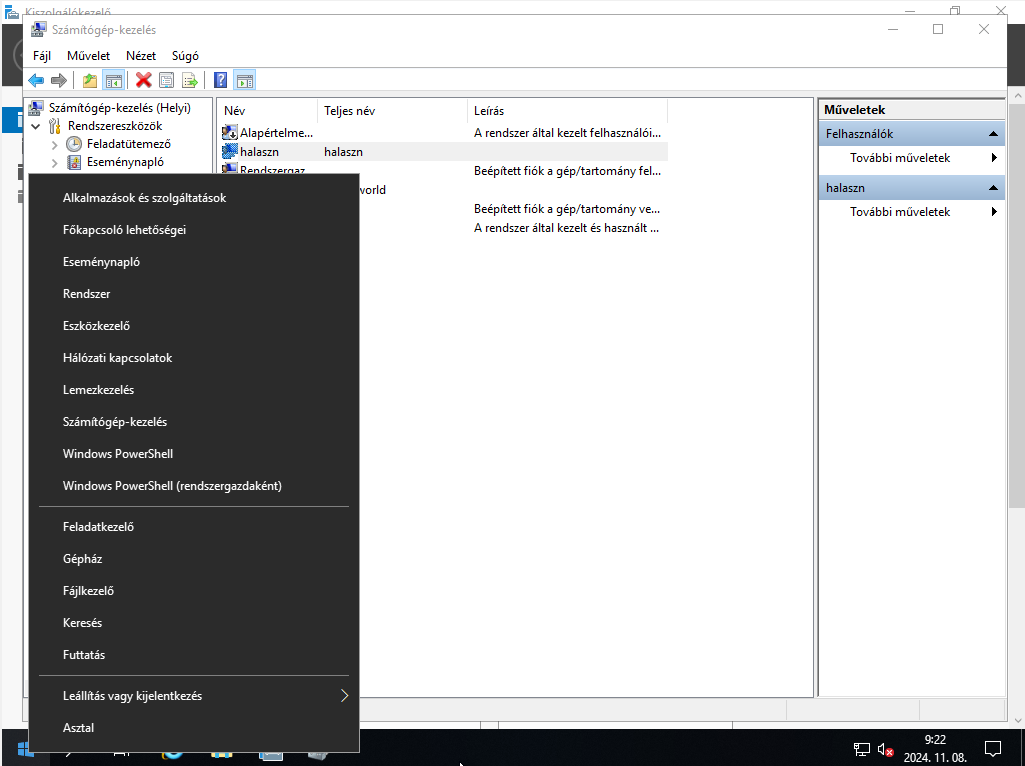 Kiszolgálókezelő
Számítógép-kezelés
Fájl Művelet Nézet Súgó
Számítógép-kezelés (Helyi)
Rendszereszközök
Feladatütemező
Eseménynapló
Név Teljes név Leírás
Alapértelme... A rendszer által kezelt felhasználói...
halaszn halaszn
Rendszergaz... Beépített fiók a gép/tartomány fel...
world
Beépített fiók a gép/tartomány ve...
A rendszer által kezelt és használt ...
Műveletek
Felhasználók
További műveletek
halaszn
További műveletek
Alkalmazások és szolgáltatások
Főkapcsoló lehetőségei
Eseménynapló
Rendszer
Eszközkezelő
Hálózati kapcsolatok
Lemezkezelés
Számítógép-kezelés
Windows PowerShell
Windows PowerShell (rendszergazdaként)
Feladatkezelő
Gépház
Fájlkezelő
Keresés
Futtatás
Leállítás vagy kijelentkezés
Asztal
9:22
2024. 11. 08.